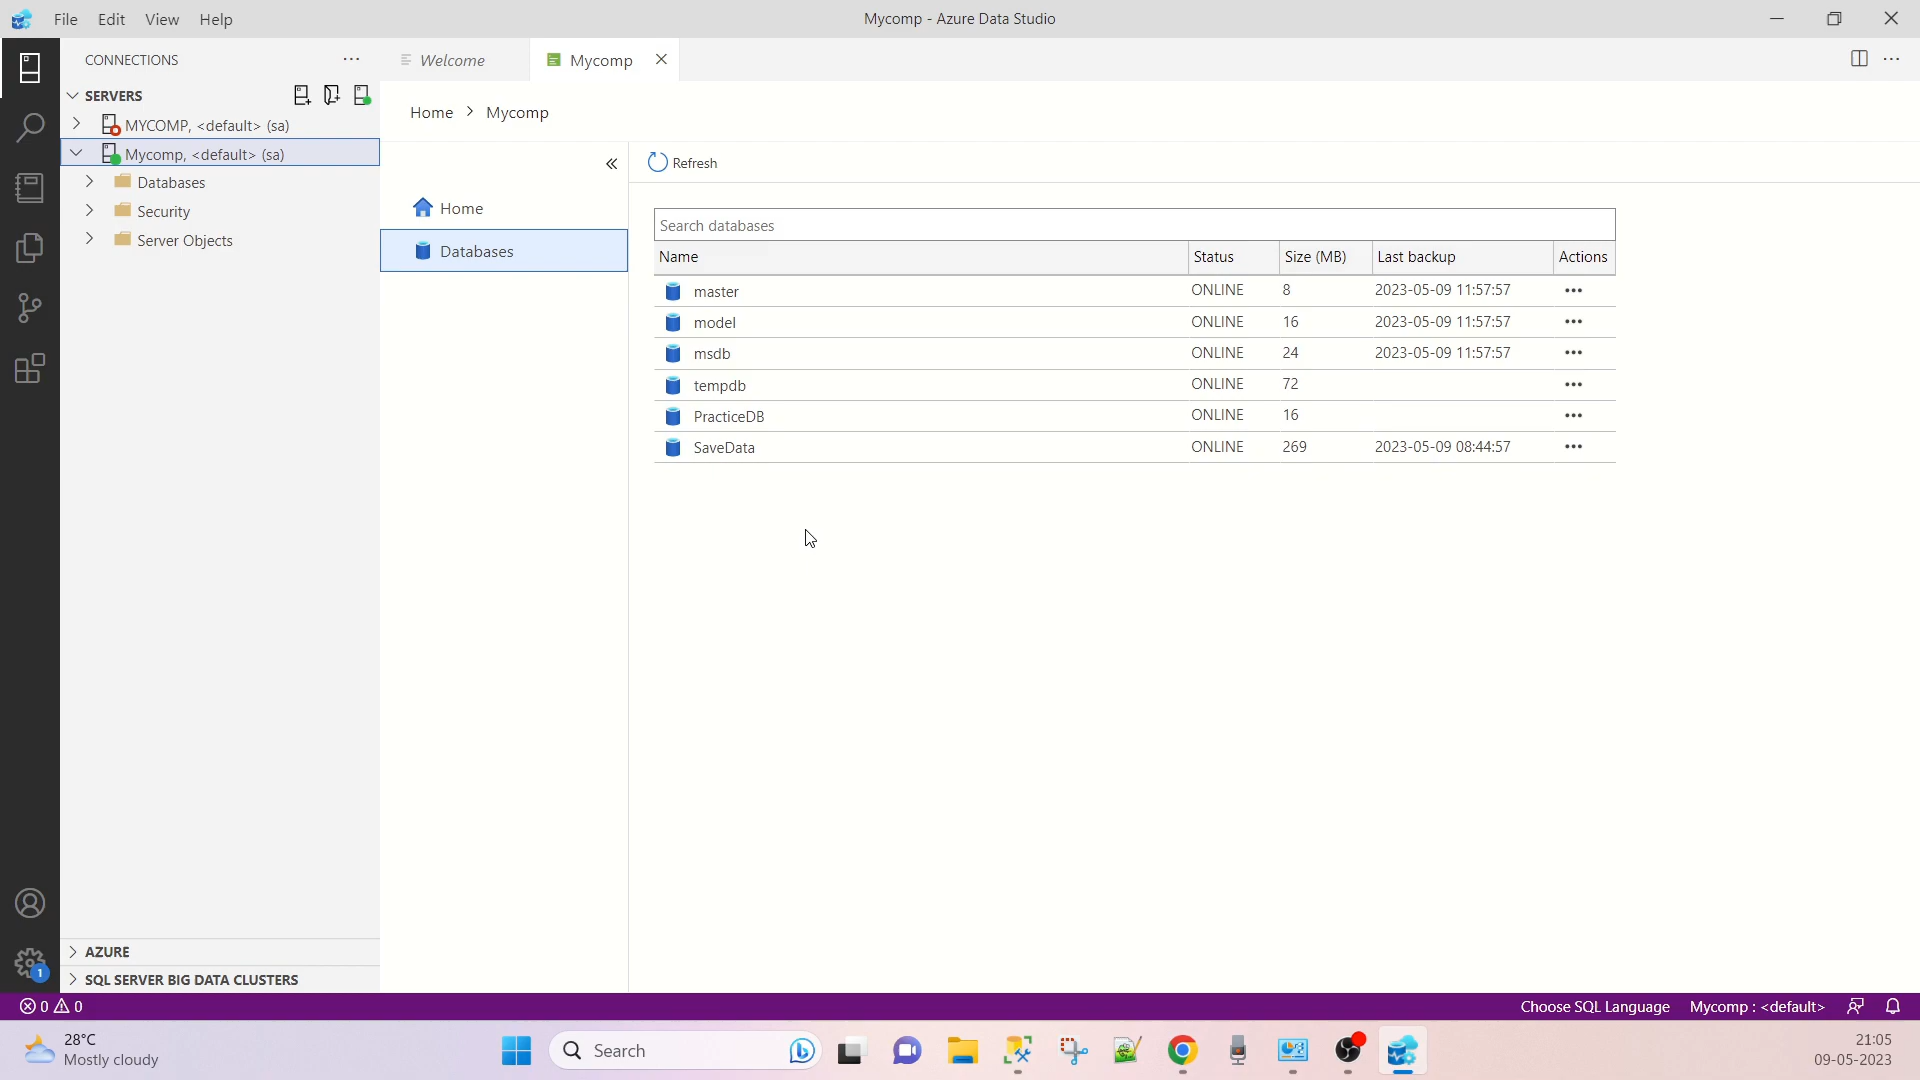 File Edit View Help
Mycomp - Azure Data Studio
CONNECTIONS
SERVERS
MYCOMP, <default> (sa)
Mycomp, <default> (sa)
Databases
Security
Server Objects
AZURE
SQL SERVER BIG DATA CLUSTERS
Welcome
Mycomp
Home > Mycomp
Home
Databases
Refresh
Search databases
Name Status Size (MB) Last backup Actions
master ONLINE 8 2023-05-09 11:57:57
model ONLINE 16 2023-05-09 11:57:57
msdb ONLINE 24 2023-05-09 11:57:57
tempdb ONLINE 72
PracticeDB ONLINE 16
SaveData ONLINE 269 2023-05-09 08:44:57
1
0 0
Choose SQL Language Mycomp : <default>
28°C
Mostly cloudy
Search
21:05
09-05-2023